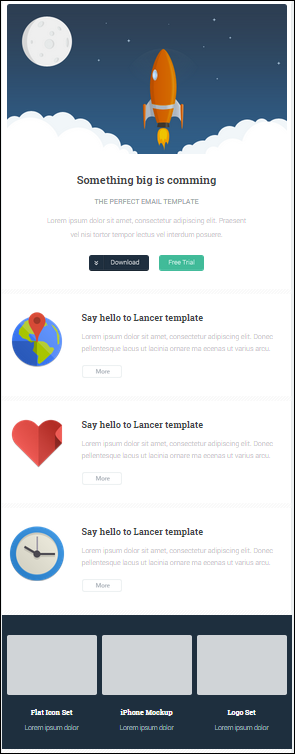 Something big is comming
THE PERFECT EMAIL TEMPLATE
Lorem ipsum dolor sit amet, consectetur adipiscing elit. Praesent
vel nisi tortor tempor lectus vel interdum posuere.
Download
Free Trial
Say hello to Lancer template
Lorem ipsum dolor sit amet, consectetur adipiscing elit. Donec
pellentesque lacus ut lacinia ornare ma ecenas ut varius arcu.
More
Say hello to Lancer template
Lorem ipsum dolor sit amet, consectetur adipiscing elit. Donec
pellentesque lacus ut lacinia ornare ma ecenas ut varius arcu.
More
Say hello to Lancer template
Lorem ipsum dolor sit amet, consectetur adipiscing elit. Donec
pellentesque lacus ut lacinia ornare ma ecenas ut varius arcu.
More
Flat Icon Set
Lorem ipsum dolor
iPhone Mockup
Lorem ipsum dolor
Logo Set
Lorem ipsum dolor